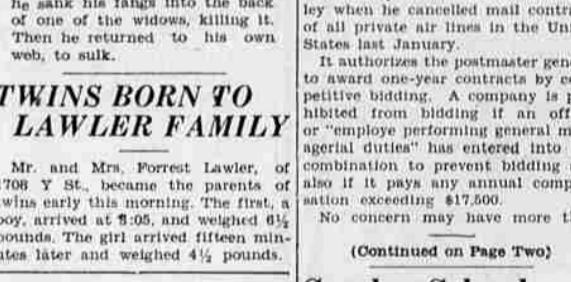 he sank his fangs into the back
of one of the widows, killing it.
Then he returned to his own
web, to sulk.
TWINS BORN TO
LAWLER FAMILY
Mr. and Mrs. Forrest Lawler, of
1708 Y St., became the parents of
twins early this morning. The first, a
boy, arrived at 8:05, and weighed 6½
pounds. The girl arrived fifteen min-
utes later and weighed 4½ pounds.
ley when he cancelled mail contra
of all private air lines in the Uni
States last January.
It authorizes the postmaster gene
to award one-year contracts by co
petitive bidding. A company is p
hibited from bidding if an off
or "employe performing general m
agerial duties" has entered into
combination to prevent bidding
also if it pays any annual comp
sation exceeding $17,500.
No concern may have more t
(Continued on Page Two)